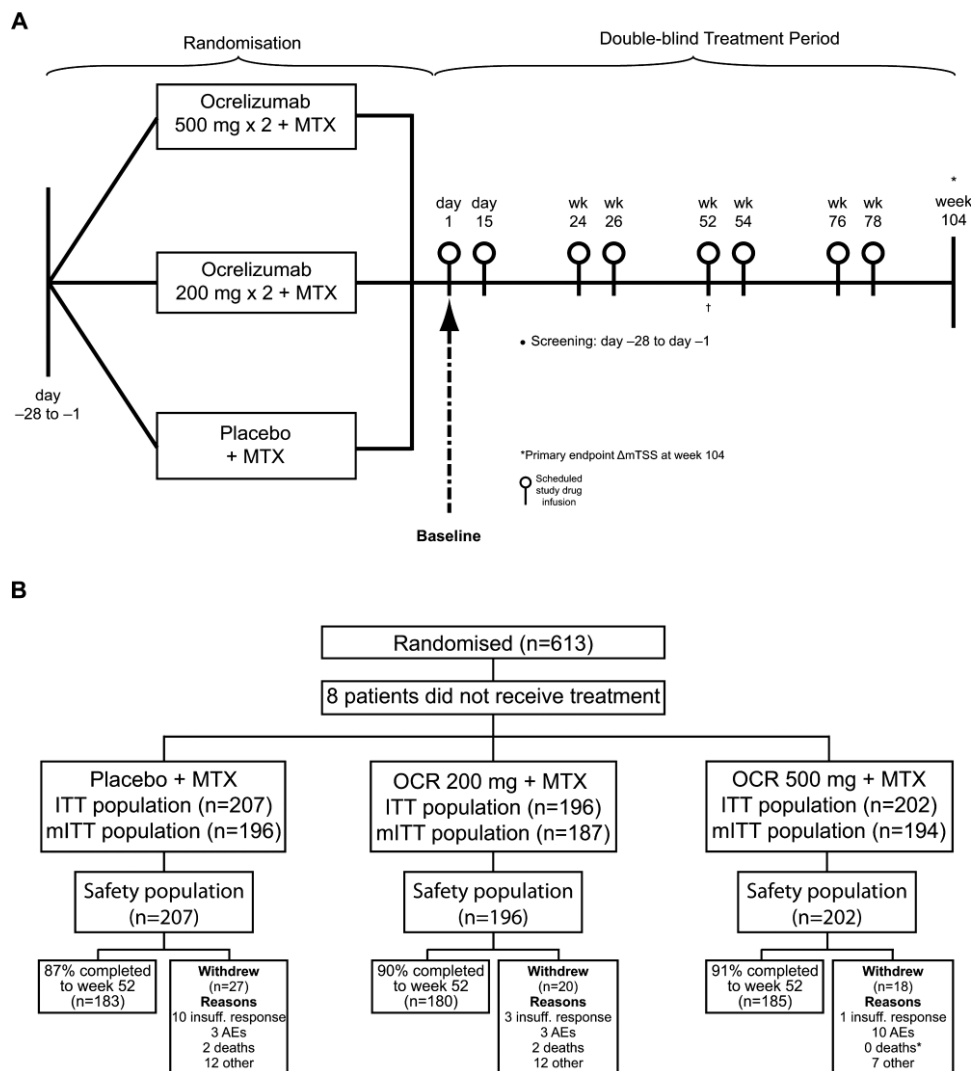 A
Randomisation
Double-blind Treatment Period
Ocrelizumab
500 mg x 2 + MTX
Ocrelizumab
200 mg x 2 + MTX
Placebo
+ MTX
day
–28 to –1
day
1
day
15
wk
24
wk
26
wk
52
wk
54
wk
76
wk
78
*
week
104
†
• Screening: day –28 to day –1
*Primary endpoint ΔmTSS at week 104
Scheduled
study drug
infusion
Baseline
B
Randomised (n=613)
8 patients did not receive treatment
Placebo + MTX
ITT population (n=207)
mITT population (n=196)
OCR 200 mg + MTX
ITT population (n=196)
mITT population (n=187)
OCR 500 mg + MTX
ITT population (n=202)
mITT population (n=194)
Safety population
(n=207)
Safety population
(n=196)
Safety population
(n=202)
87% completed
to week 52
(n=183)
Withdrew
(n=27)
Reasons
10 insuff. response
3 AEs
2 deaths
12 other
90% completed
to week 52
(n=180)
Withdrew
(n=20)
Reasons
3 insuff. response
3 AEs
2 deaths
12 other
91% completed
to week 52
(n=185)
Withdrew
(n=18)
Reasons
1 insuff. response
10 AEs
0 deaths*
7 other